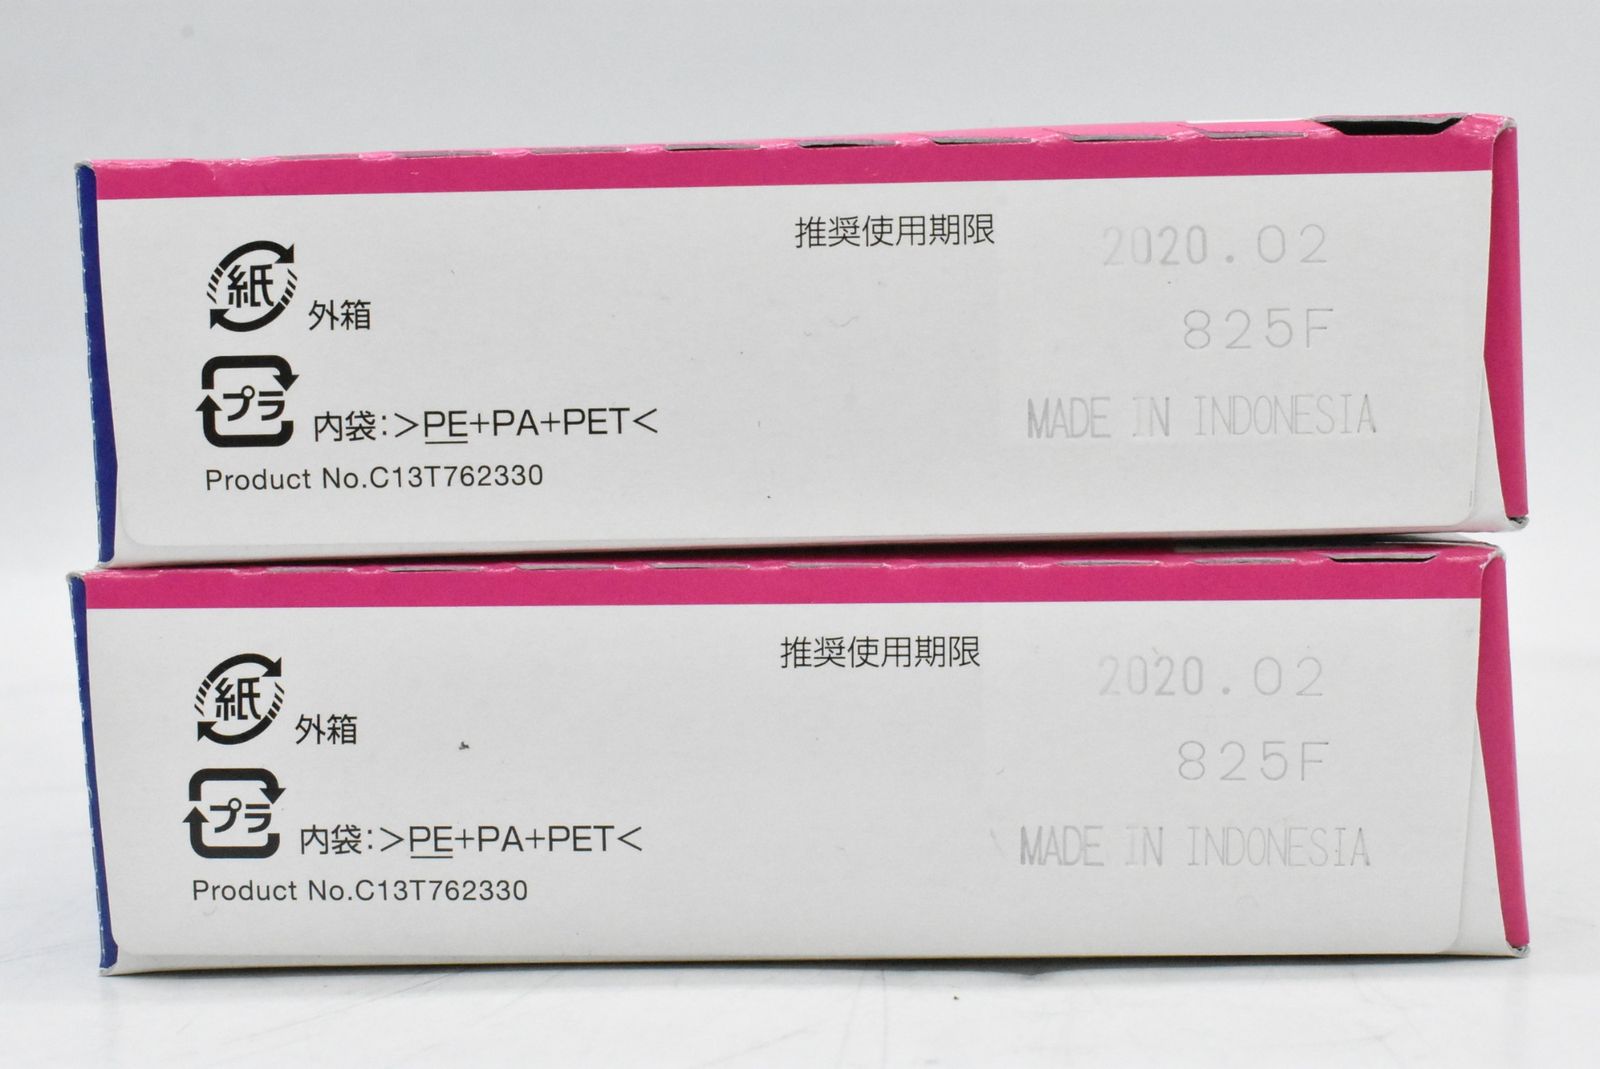 推奨使用期限 2020.02
紙 外箱
825F
プラ 内袋:>PE+PA+PET<
MADE IN INDONESIA
Product No.C13T762330
推奨使用期限 2020.02
紙 外箱
825F
プラ 内袋:>PE+PA+PET<
MADE IN INDONESIA
Product No.C13T762330